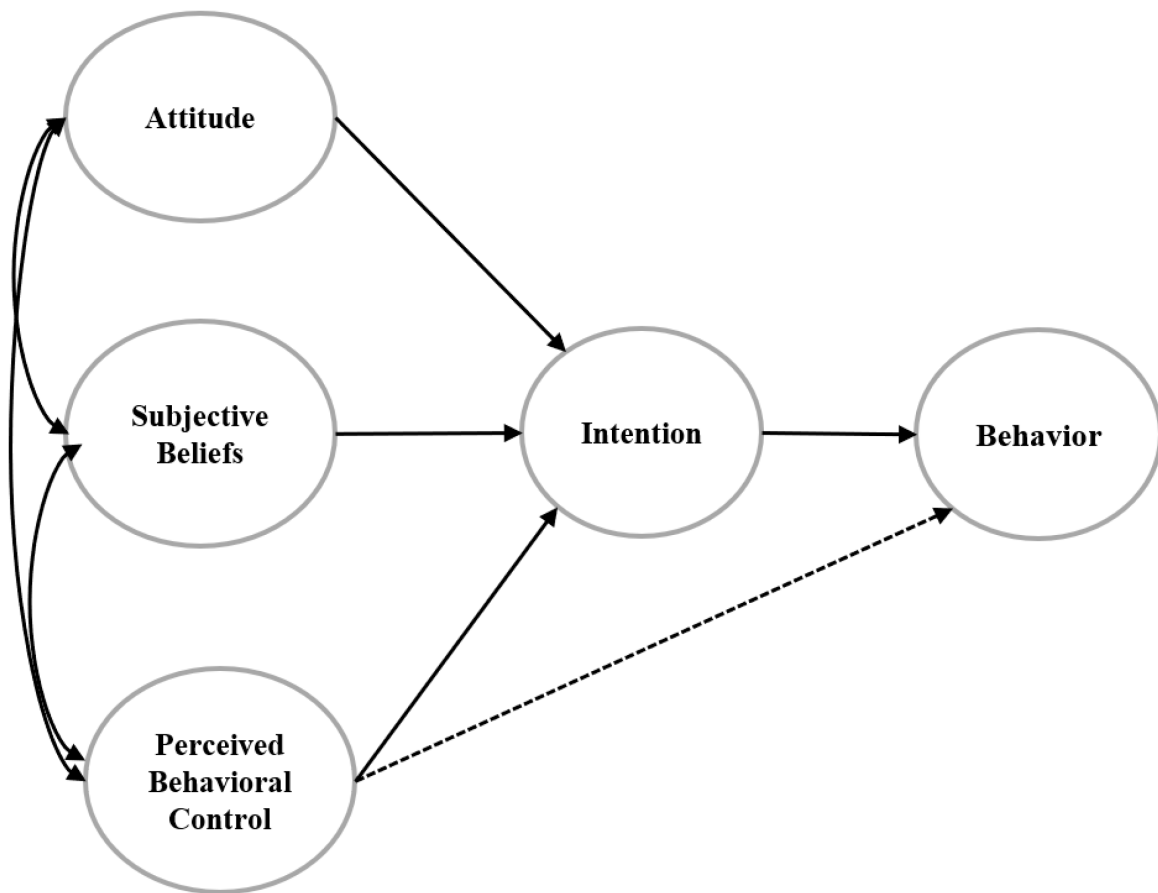 Attitude
Subjective
Beliefs
Intention
Behavior
Perceived
Behavioral
Control